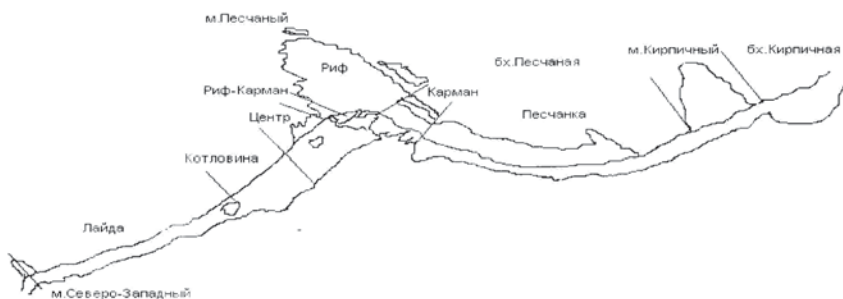 м.Песчаный
Риф
бх.Песчаная
м.Кирпичный
бх.Кирпичная
Риф-Карман
Карман
Центр
Песчанка
Котловина
Лайда
м.Северо-Западный